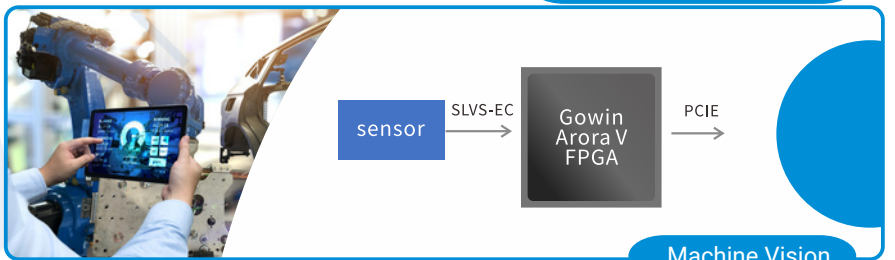 sensor
SLVS-EC
Gowin
Arora V
FPGA
PCIE
Machine Vision